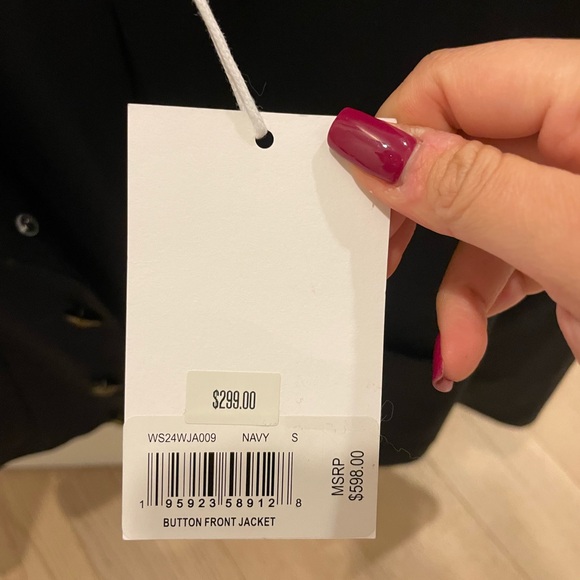 $299.00
WS24WJA009 NAVY S
1 95923 58912 8
BUTTON FRONT JACKET
MSRP
$598.00